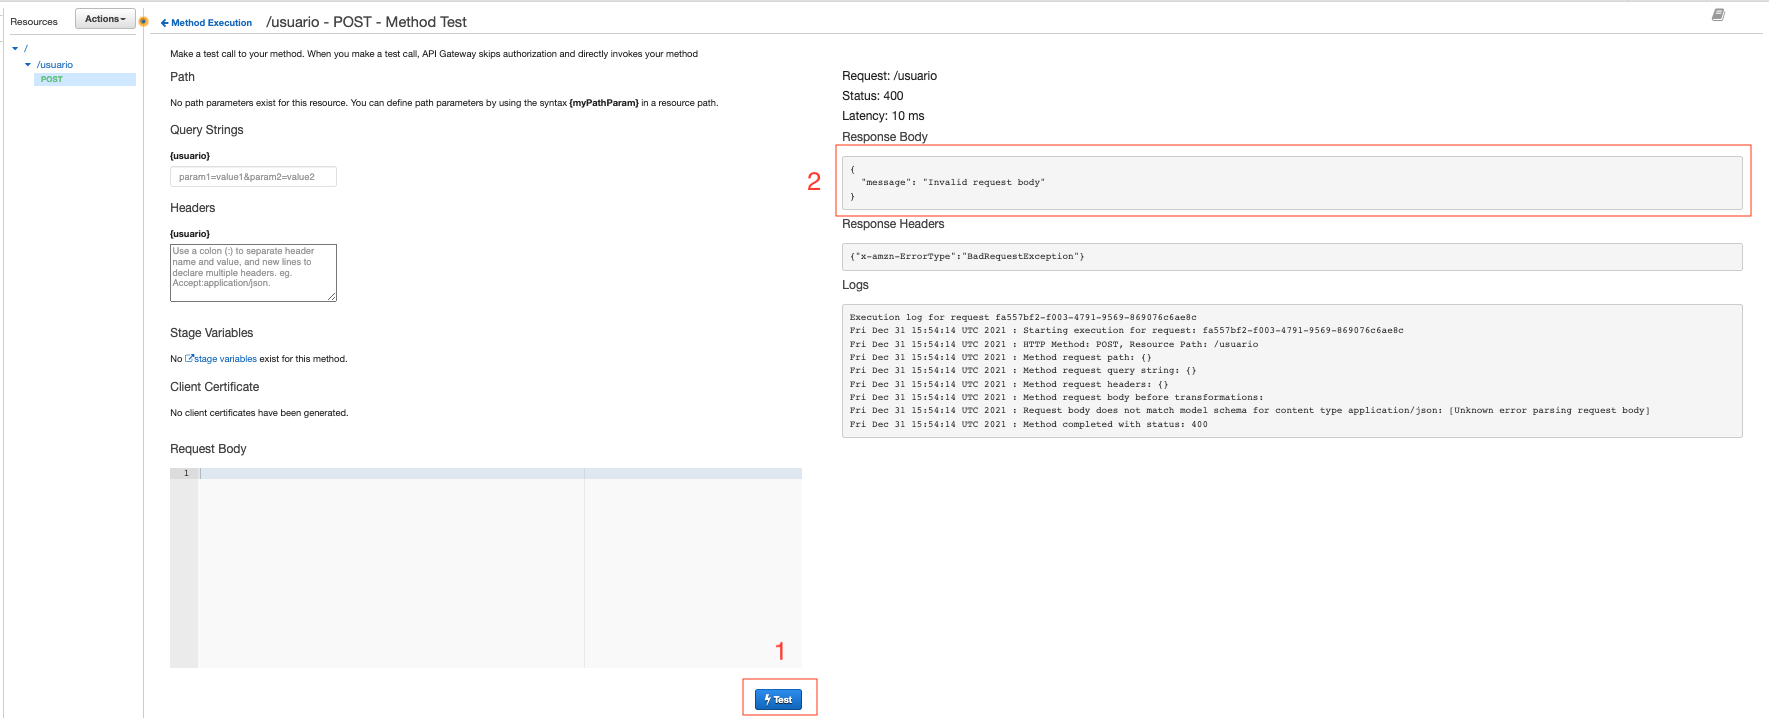 Resources
Actions
Method Execution
/usuario - POST - Method Test
/
/usuario
POST
Make a test call to your method. When you make a test call, API Gateway skips authorization and directly invokes your method
Path
No path parameters exist for this resource. You can define path parameters by using the syntax {myPathParam} in a resource path.
Query Strings
{usuario}
param1=value1&param2=value2
Headers
{usuario}
Use a colon (:) to separate header
name and value, and new lines to
declare multiple headers. eg.
Accept:application/json.
Stage Variables
No stage variables exist for this method.
Client Certificate
No client certificates have been generated.
Request Body
1
1
Test
Request: /usuario
Status: 400
Latency: 10 ms
Response Body
2
{
"message": "Invalid request body"
}
Response Headers
{"x-amzn-ErrorType":"BadRequestException"}
Logs
Execution log for request fa557bf2-f003-4791-9569-869076c6ae8c
Fri Dec 31 15:54:14 UTC 2021 : Starting execution for request: fa557bf2-f003-4791-9569-869076c6ae8c
Fri Dec 31 15:54:14 UTC 2021 : HTTP Method: POST, Resource Path: /usuario
Fri Dec 31 15:54:14 UTC 2021 : Method request path: {}
Fri Dec 31 15:54:14 UTC 2021 : Method request query string: {}
Fri Dec 31 15:54:14 UTC 2021 : Method request headers: {}
Fri Dec 31 15:54:14 UTC 2021 : Method request body before transformations:
Fri Dec 31 15:54:14 UTC 2021 : Request body does not match model schema for content type application/json: [Unknown error parsing request body]
Fri Dec 31 15:54:14 UTC 2021 : Method completed with status: 400